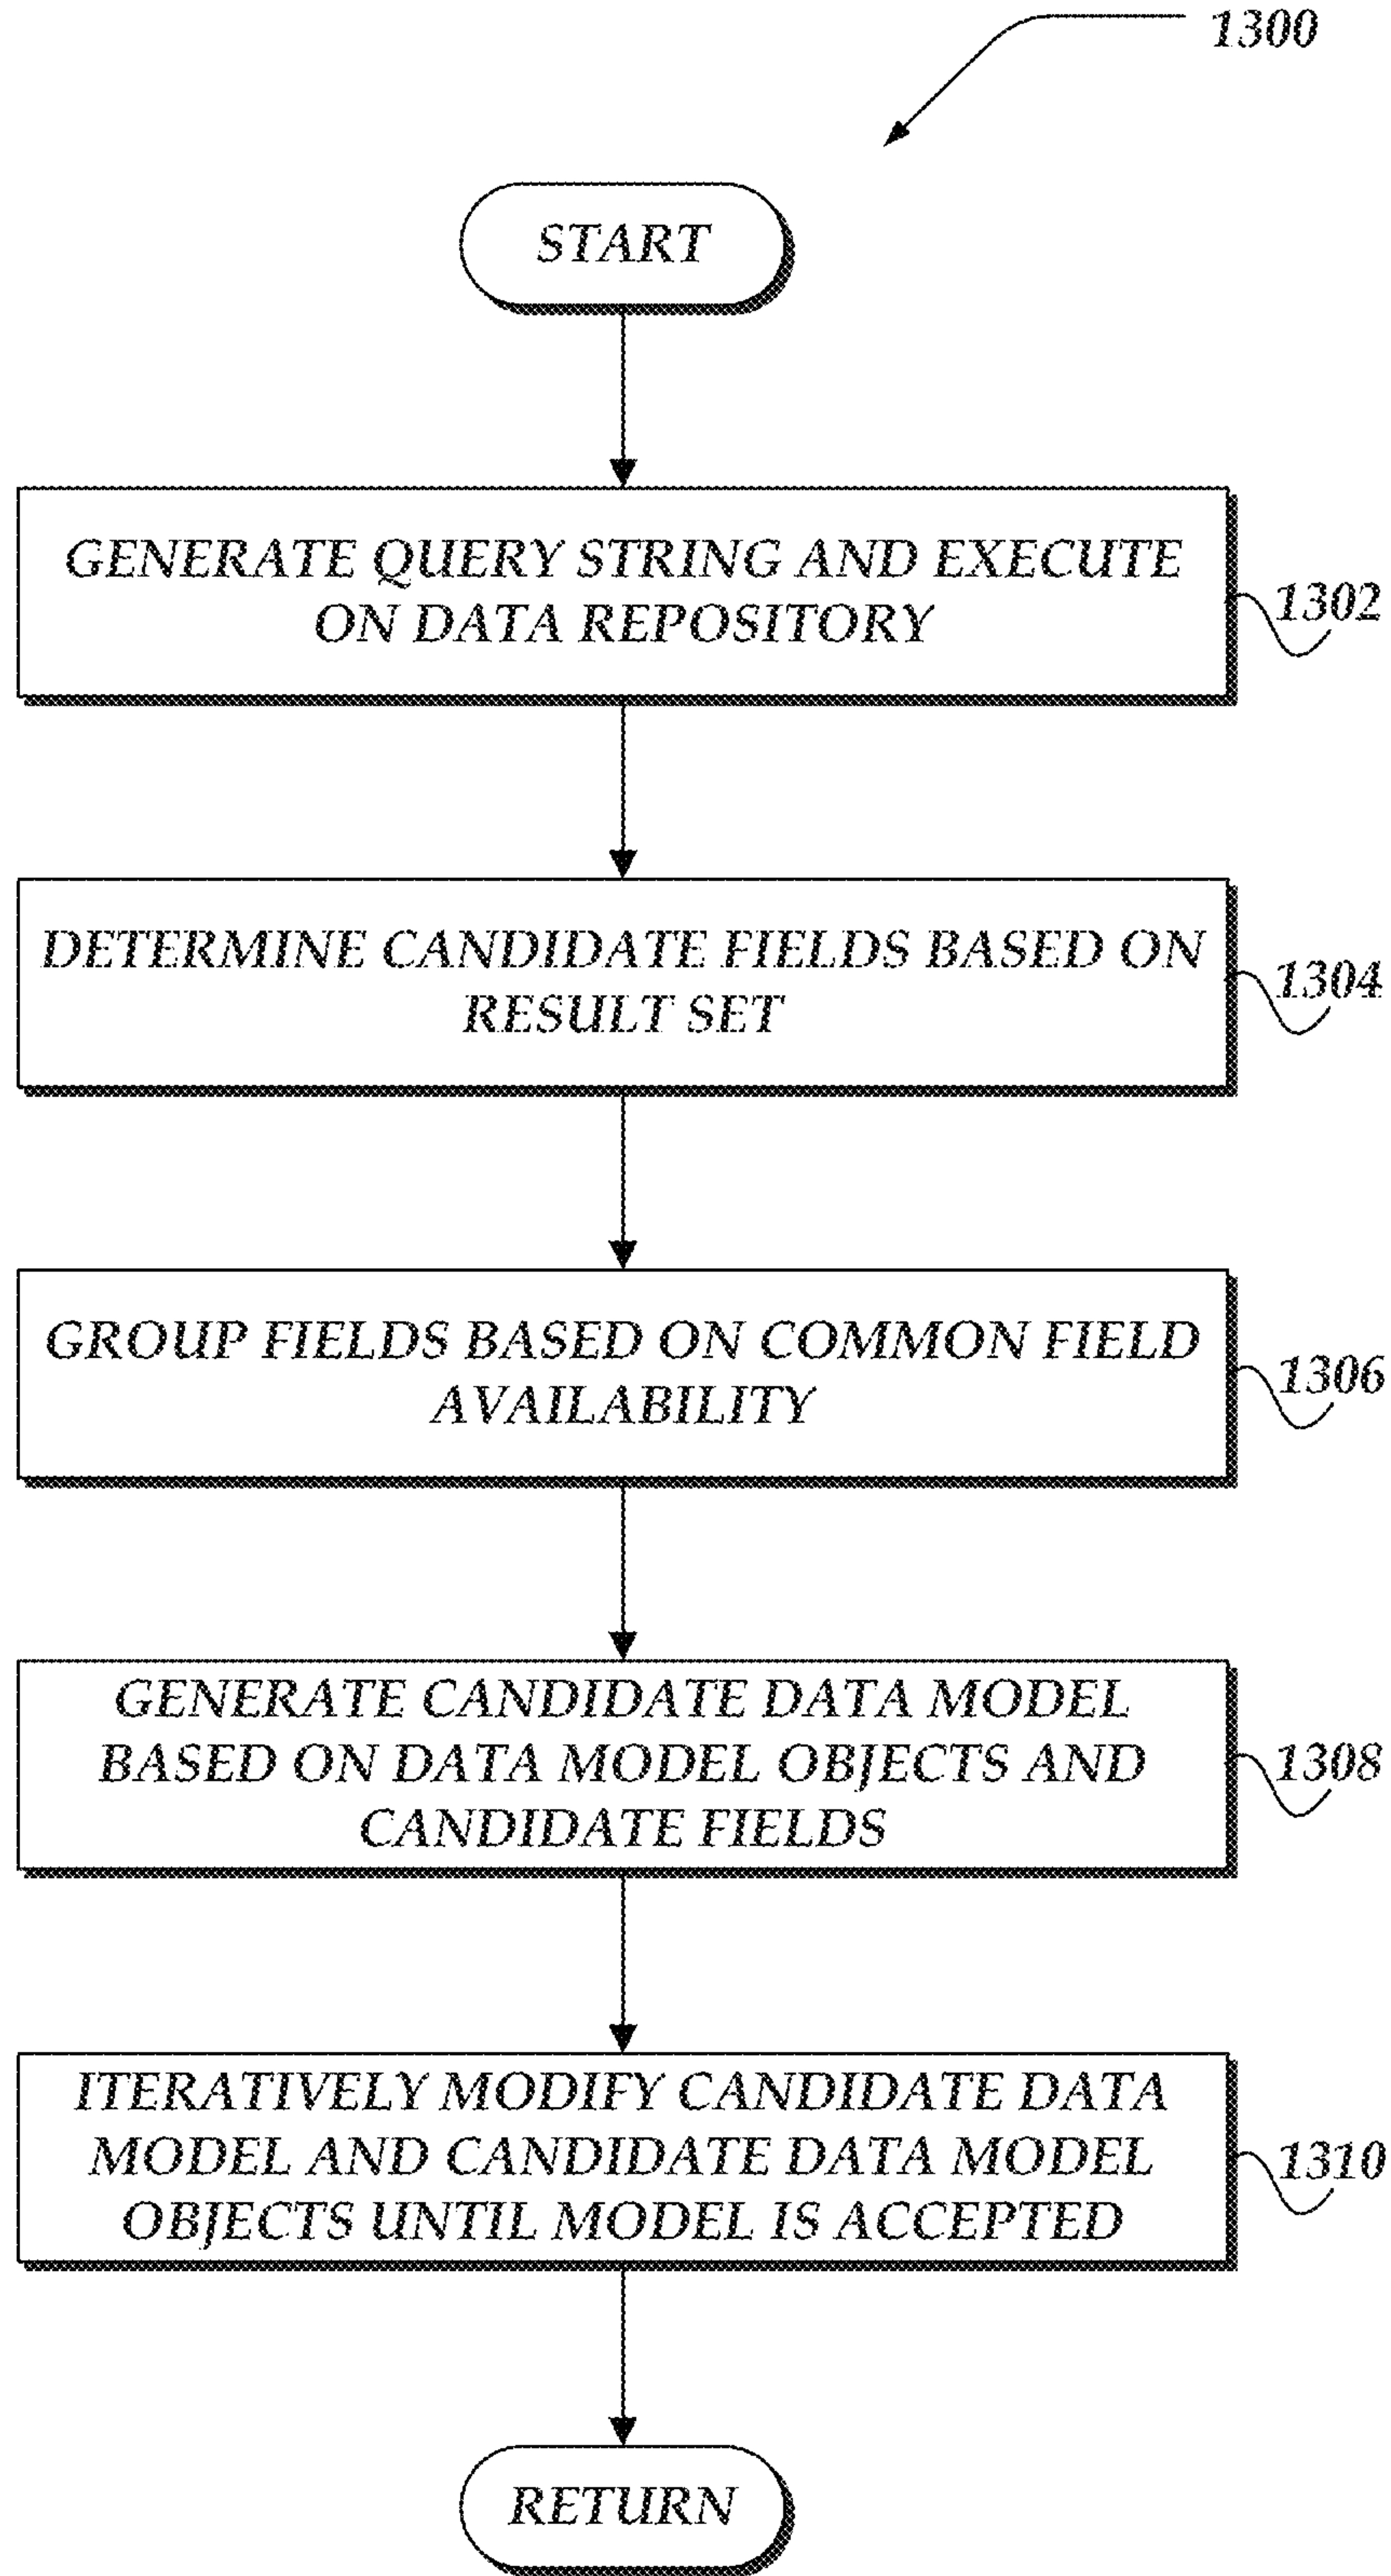 1300
START
GENERATE QUERY STRING AND EXECUTE
ON DATA REPOSITORY
1302
DETERMINE CANDIDATE FIELDS BASED ON
RESULT SET
1304
GROUP FIELDS BASED ON COMMON FIELD
AVAILABILITY
1306
GENERATE CANDIDATE DATA MODEL
BASED ON DATA MODEL OBJECTS AND
CANDIDATE FIELDS
1308
ITERATIVELY MODIFY CANDIDATE DATA
MODEL AND CANDIDATE DATA MODEL
OBJECTS UNTIL MODEL IS ACCEPTED
1310
RETURN